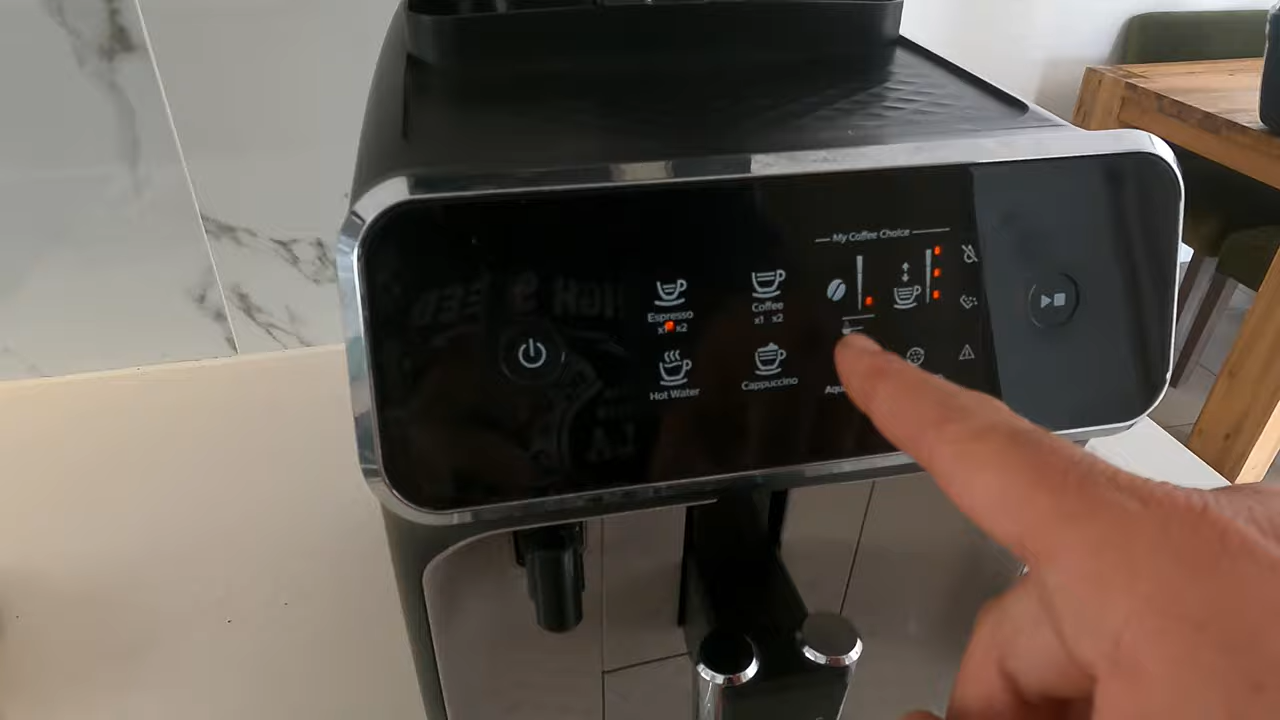 My Coffee Choice
Espresso
x1 x2
Coffee
x1 x2
Hot Water
Cappuccino